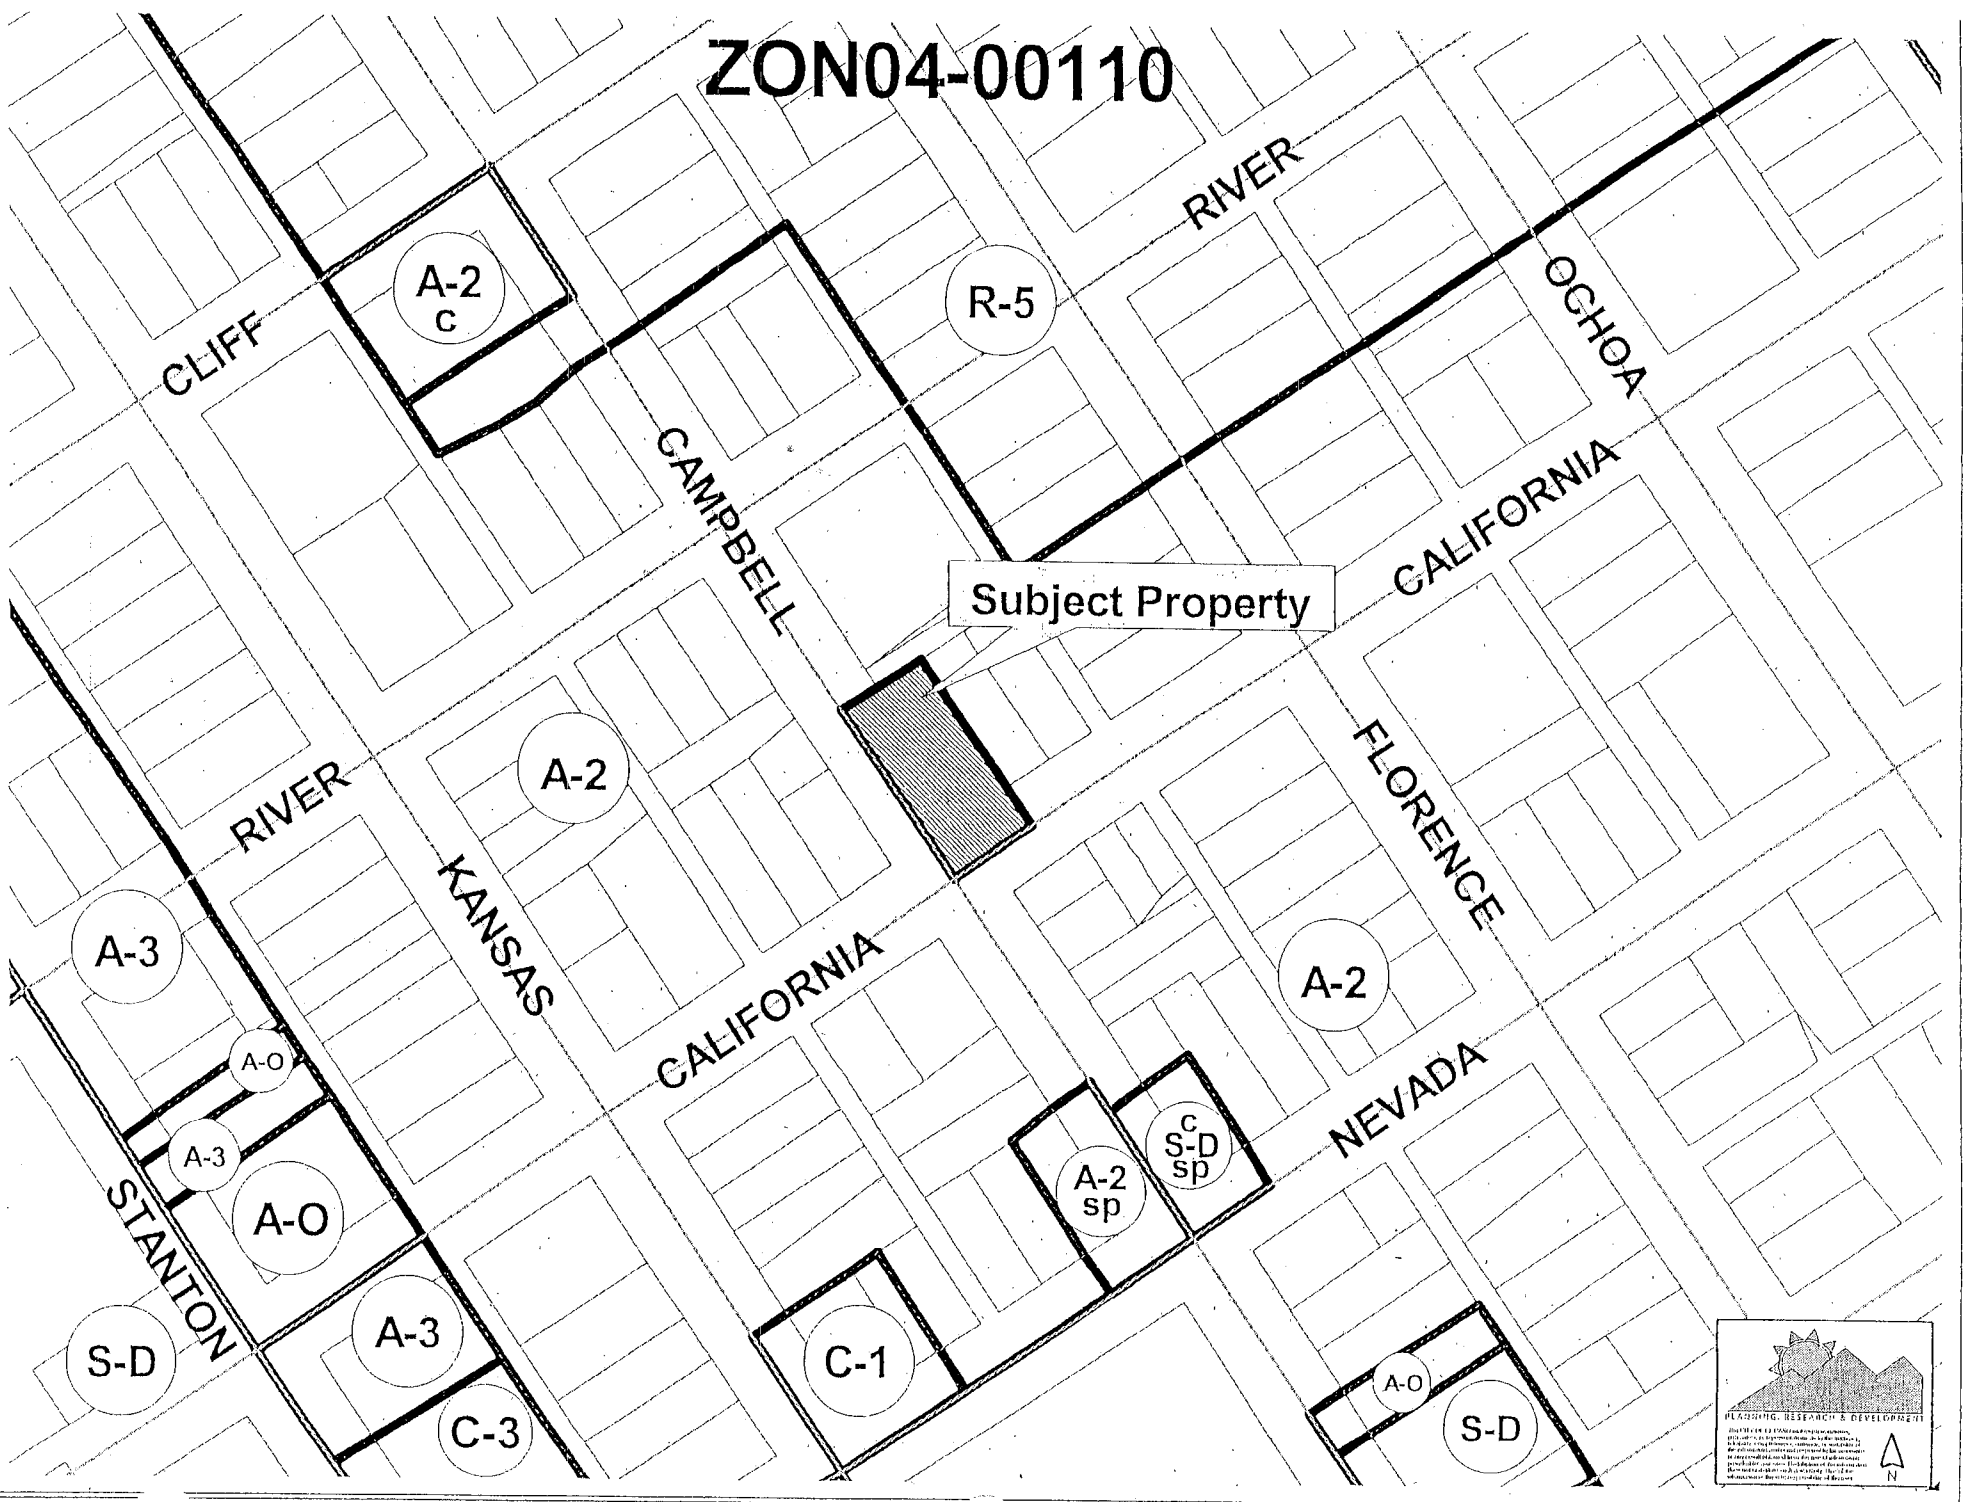 ZON04-00110
RIVER
A-2
c
R-5
OCHOA
CLIFF
CAMPBELL
CALIFORNIA
Subject Property
A-2
FLORENCE
RIVER
KANSAS
A-3
CALIFORNIA
A-2
A-O
NEVADA
A-3
c
S-D
sp
A-2
sp
STANTON
A-O
A-3
S-D
C-1
A-O
C-3
S-D
PLANNING, RESEARCH & DEVELOPMENT
N